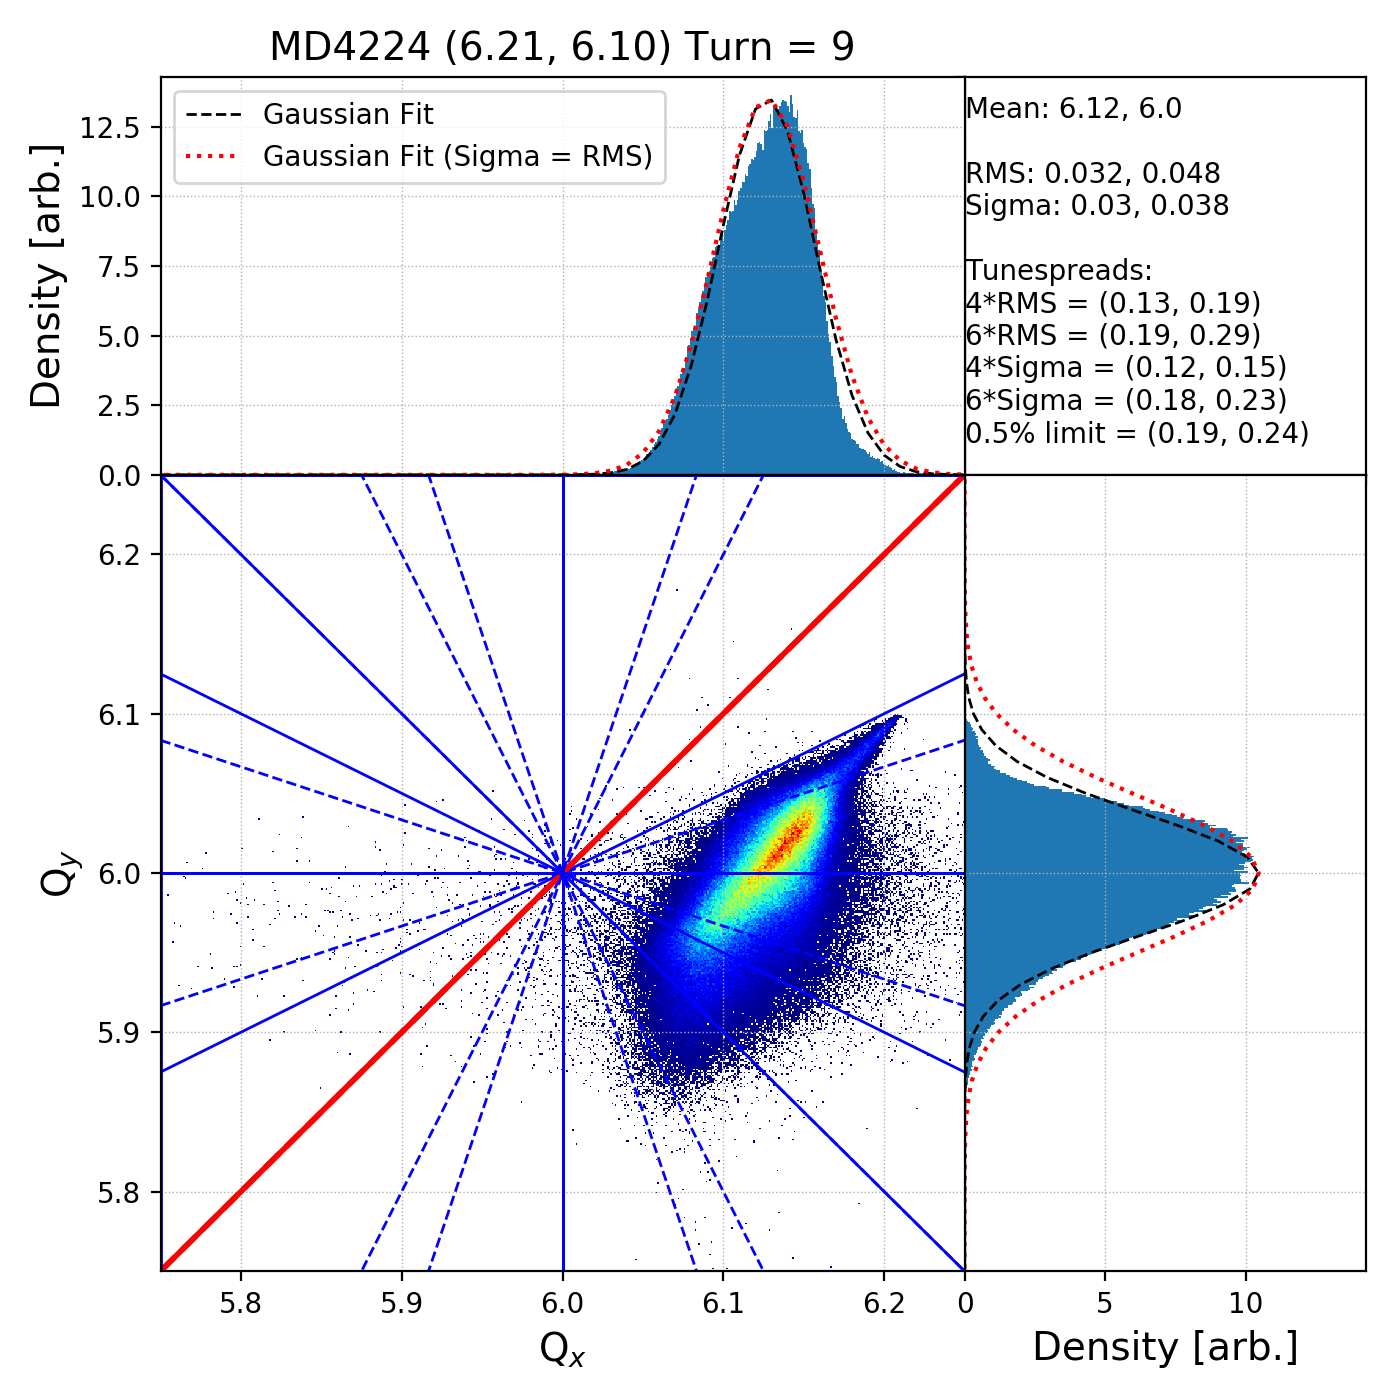 MD4224 (6.21, 6.10) Turn = 9
Gaussian Fit
Gaussian Fit (Sigma = RMS)
Density [arb.]
12.5
10.0
7.5
5.0
2.5
0.0
Mean: 6.12, 6.0
RMS: 0.032, 0.048
Sigma: 0.03, 0.038
Tunespreads:
4*RMS = (0.13, 0.19)
6*RMS = (0.19, 0.29)
4*Sigma = (0.12, 0.15)
6*Sigma = (0.18, 0.23)
0.5% limit = (0.19, 0.24)
Qy
6.2
6.1
6.0
5.9
5.8
5.8 5.9 6.0 6.1 6.2
Qx
0 5 10
Density [arb.]